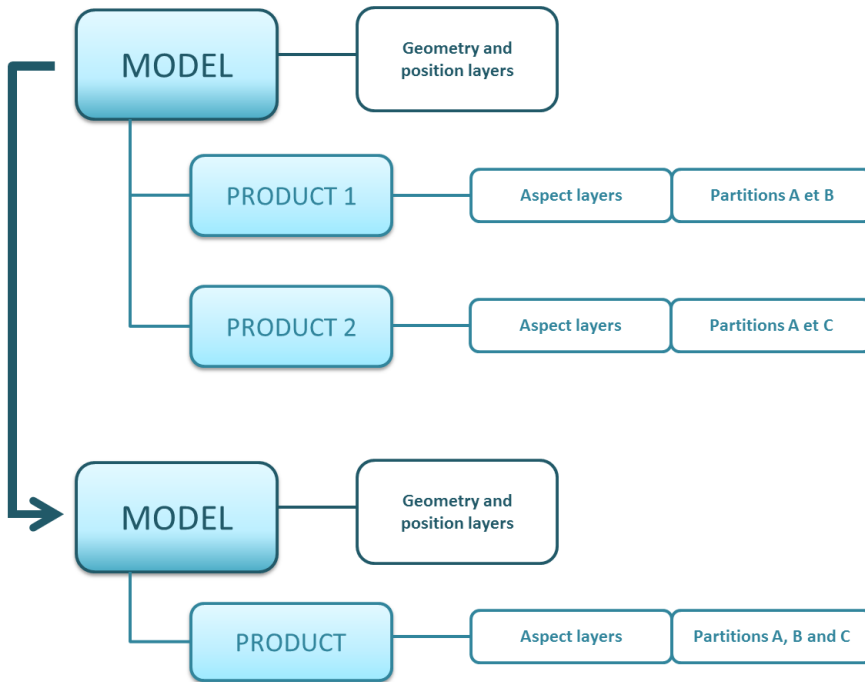 MODEL
Geometry and
position layers
PRODUCT 1
Aspect layers
Partitions A et B
PRODUCT 2
Aspect layers
Partitions A et C
MODEL
Geometry and
position layers
PRODUCT
Aspect layers
Partitions A, B and C